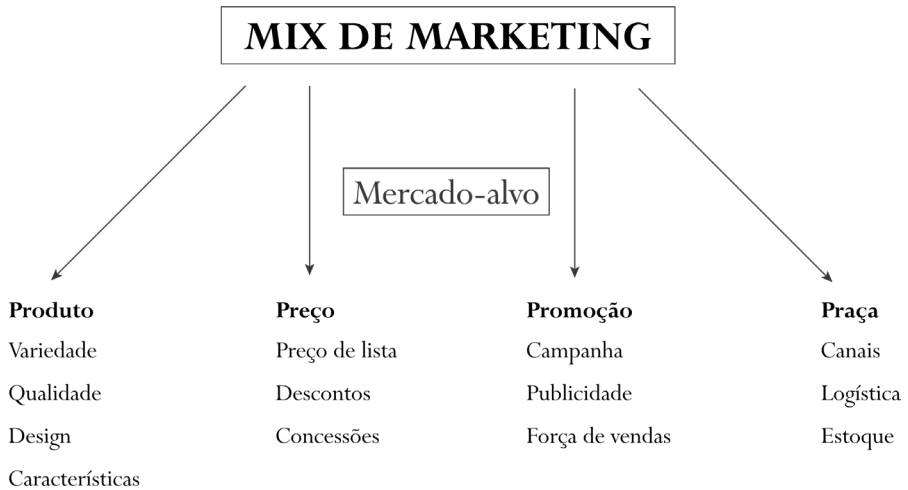 MIX DE MARKETING
Mercado-alvo
Produto
Variedade
Qualidade
Design
Características
Preço
Preço de lista
Descontos
Concessões
Promoção
Campanha
Publicidade
Força de vendas
Praça
Canais
Logística
Estoque